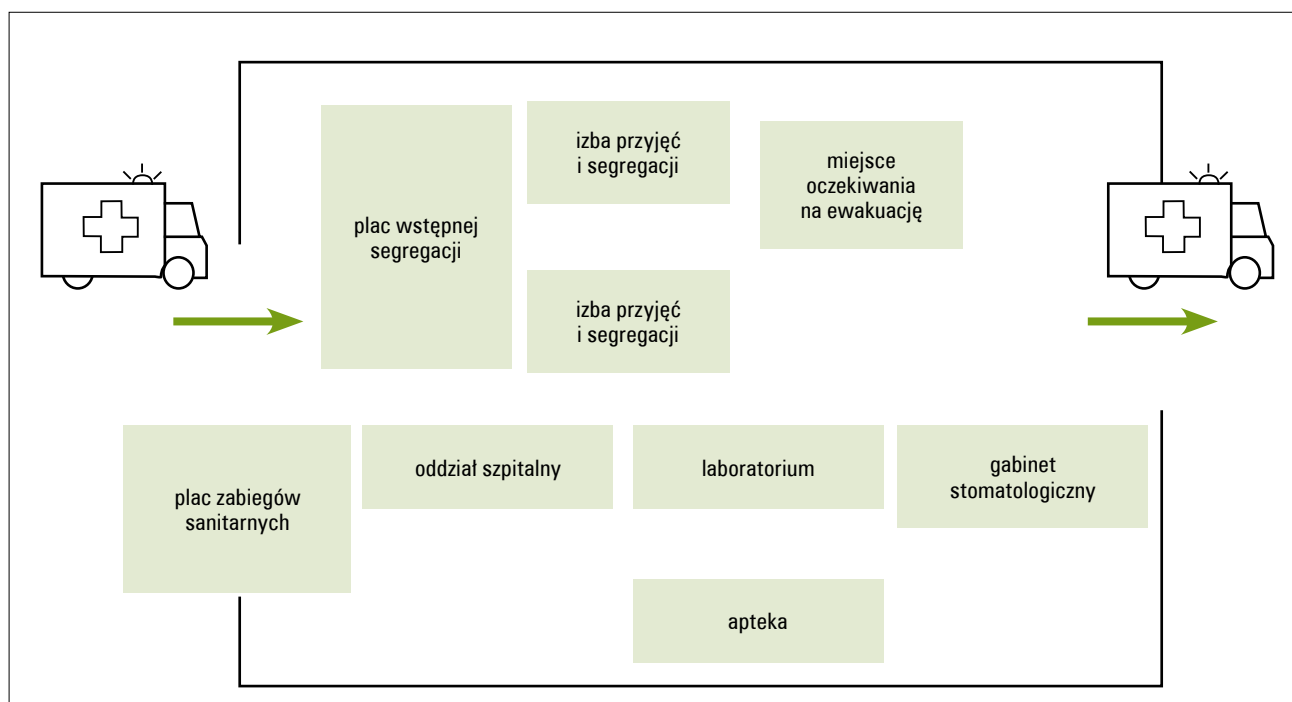 plac wstępnej
segregacji
izba przyjęć
i segregacji
izba przyjęć
i segregacji
miejsce
oczekiwania
na ewakuację
plac zabiegów
sanitarnych
oddział szpitalny
laboratorium
gabinet
stomatologiczny
apteka